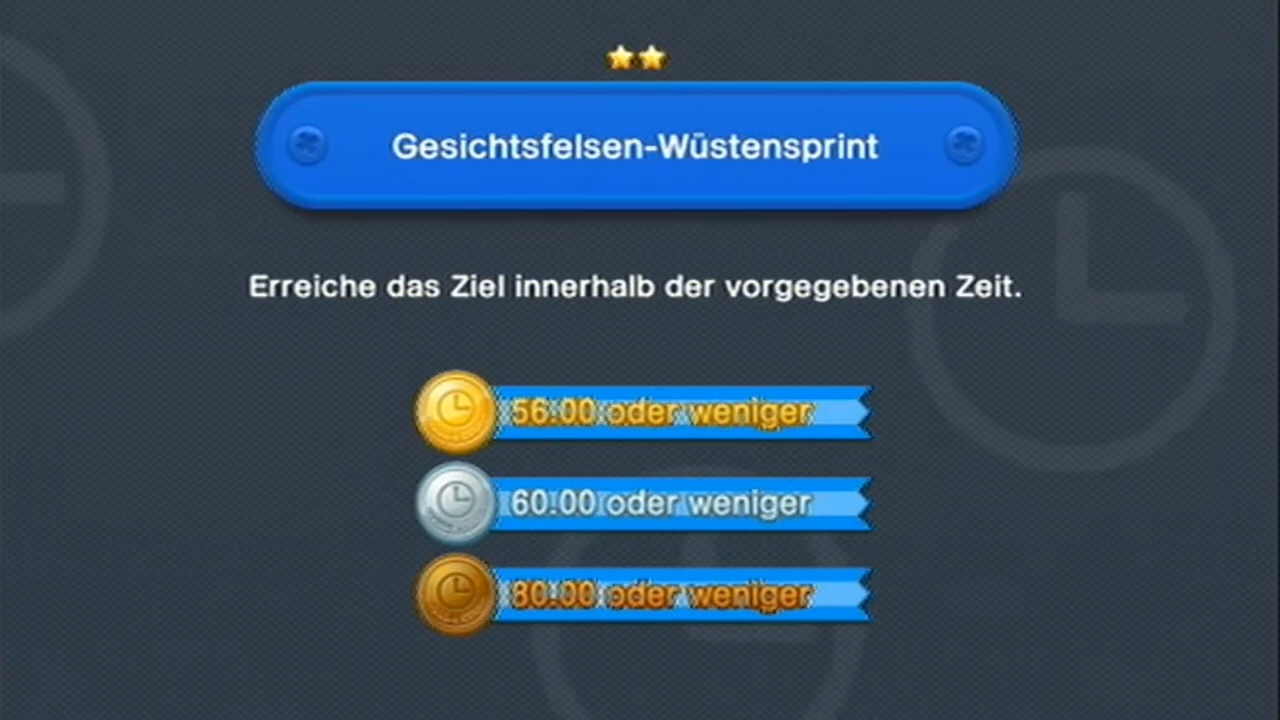 Gesichtsfelsen-Wüstensprint
Erreiche das Ziel innerhalb der vorgegebenen Zeit.
56.00 oder weniger
60.00 oder weniger
80.00 oder weniger